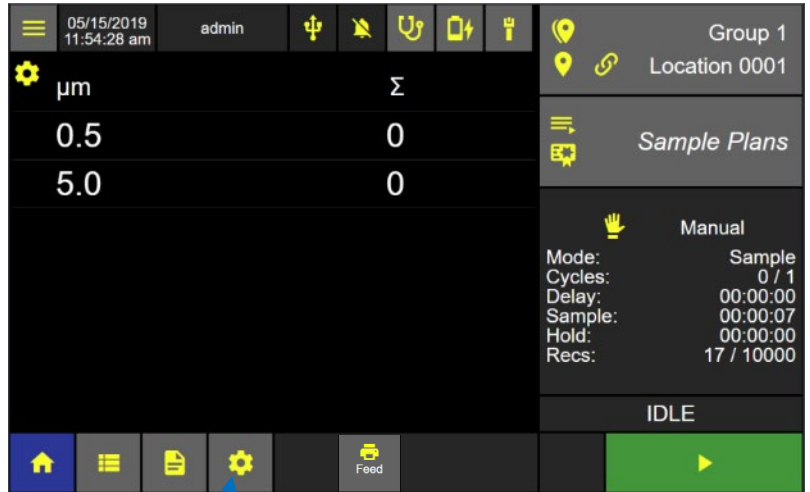 05/15/2019
11:54:28 am
admin
Group 1
Location 0001
µm Σ
0.5 0
5.0 0
Sample Plans
Manual
Mode: Sample
Cycles: 0 / 1
Delay: 00:00:00
Sample: 00:00:07
Hold: 00:00:00
Recs: 17 / 10000
IDLE
Feed